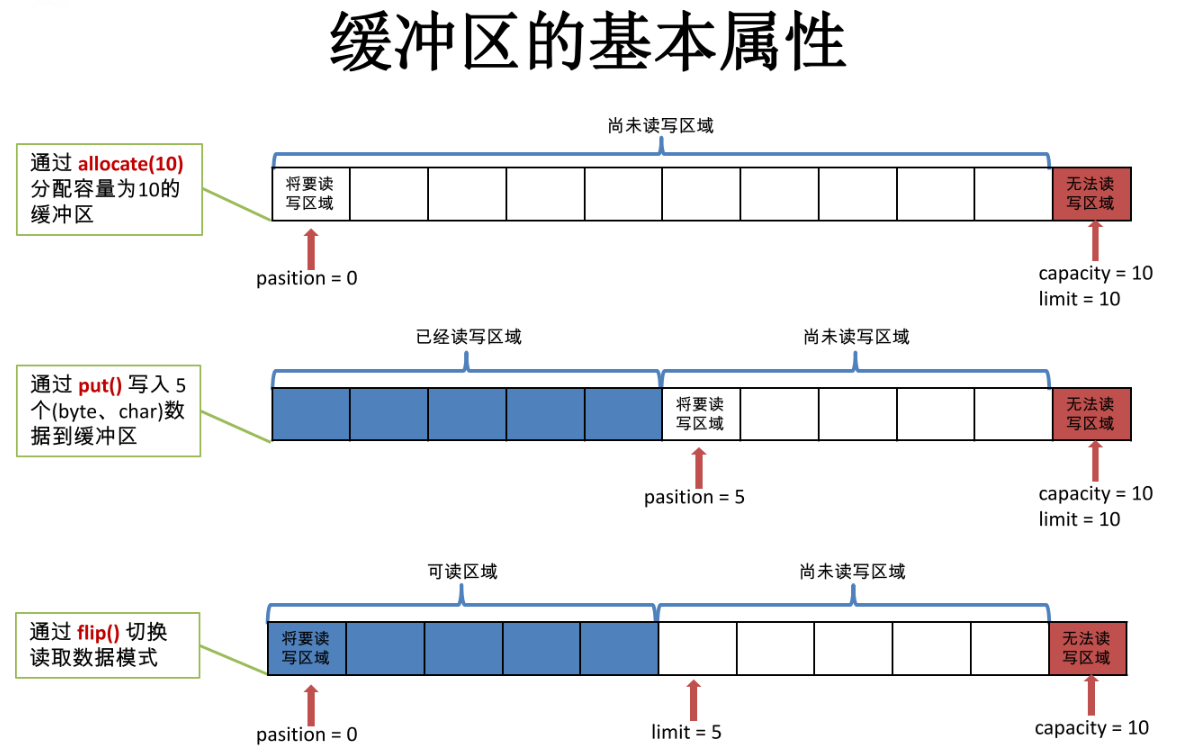 缓冲区的基本属性
尚未读写区域
通过 allocate(10)
分配容量为10的
缓冲区
将要读
写区域
无法读
写区域
pasition = 0
capacity = 10
limit = 10
已经读写区域
尚未读写区域
通过 put() 写入 5
个(byte、char)数
据到缓冲区
将要读
写区域
无法读
写区域
pasition = 5
capacity = 10
limit = 10
可读区域
尚未读写区域
通过 flip() 切换
读取数据模式
将要读
写区域
无法读
写区域
pasition = 0
limit = 5
capacity = 10